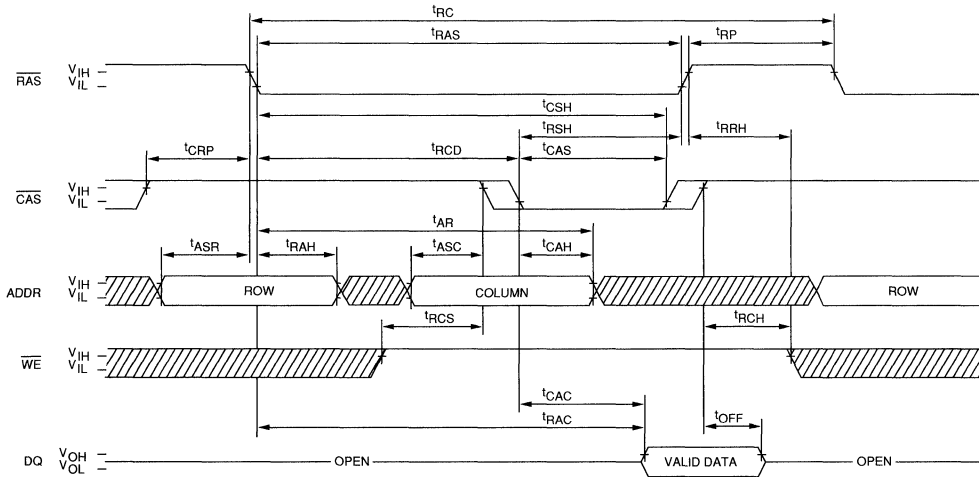 tRC
tRAS
tRP
RAS
VIH
VIL
tCSH
tRSH
tRRH
tCRP
tRCD
tCAS
CAS
VIH
VIL
tAR
tASR
tRAH
tASC
tCAH
ADDR
VIH
VIL
ROW
COLUMN
ROW
tRCS
tRCH
WE
VIH
VIL
tCAC
tRAC
tOFF
DQ
VOH
VOL
OPEN
VALID DATA
OPEN